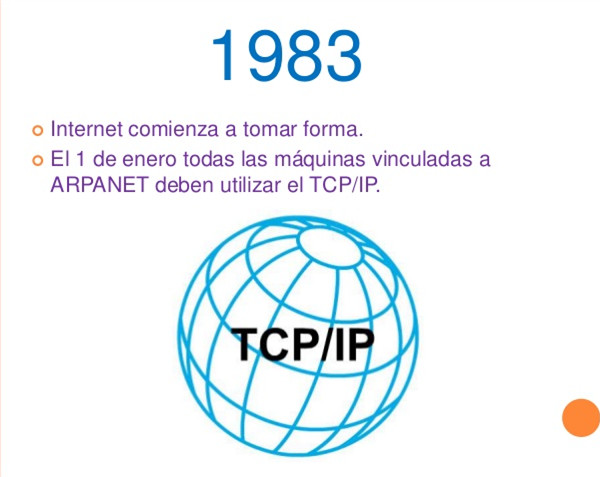 1983
Internet comienza a tomar forma.
El 1 de enero todas las máquinas vinculadas a
ARPANET deben utilizar el TCP/IP.
TCP/IP